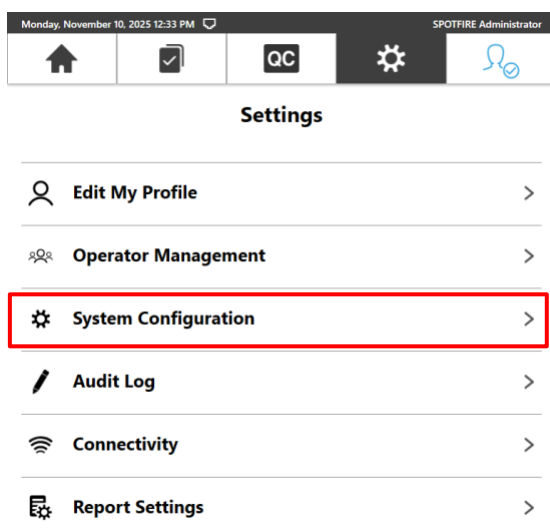 Monday, November 10, 2025 12:33 PM SPOTFIRE Administrator
QC
Settings
Edit My Profile
Operator Management
System Configuration
Audit Log
Connectivity
Report Settings